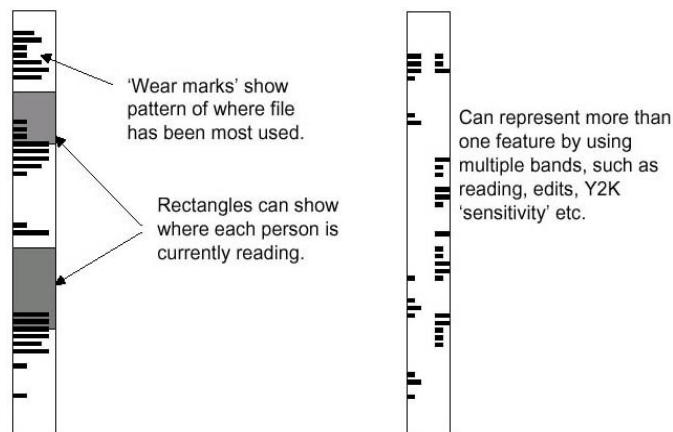 ‘Wear marks’ show
pattern of where file
has been most used.
Rectangles can show
where each person is
currently reading.
Can represent more than
one feature by using
multiple bands, such as
reading, edits, Y2K
‘sensitivity’ etc.